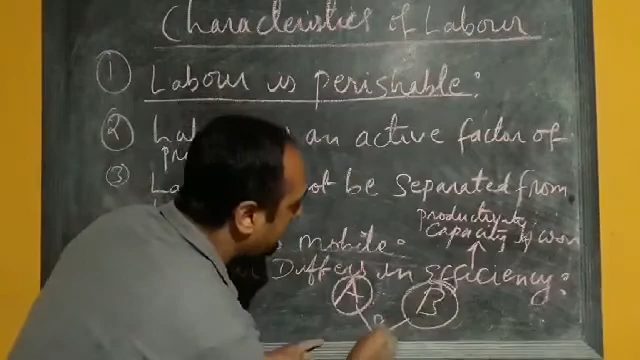 Characteristics of Labour
① Labour is perishable :
② an active factor of
③ not be separated from
productivity
Capacity of work
mobile :
Differs in efficiency :
A B